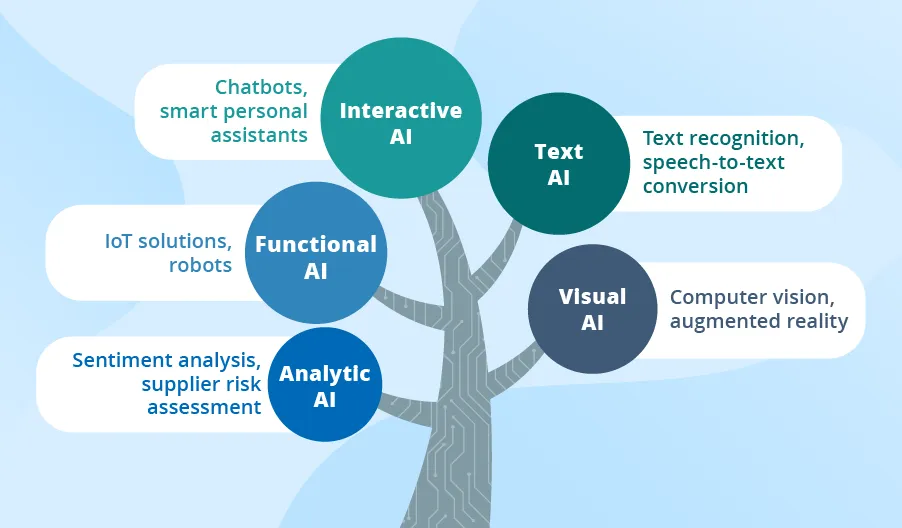 Chatbots,
smart personal
assistants
Interactive
AI
Text
AI
Text recognition,
speech-to-text
conversion
IoT solutions,
robots
Functional
AI
Visual
AI
Computer vision,
augmented reality
Sentiment analysis,
supplier risk
assessment
Analytic
AI